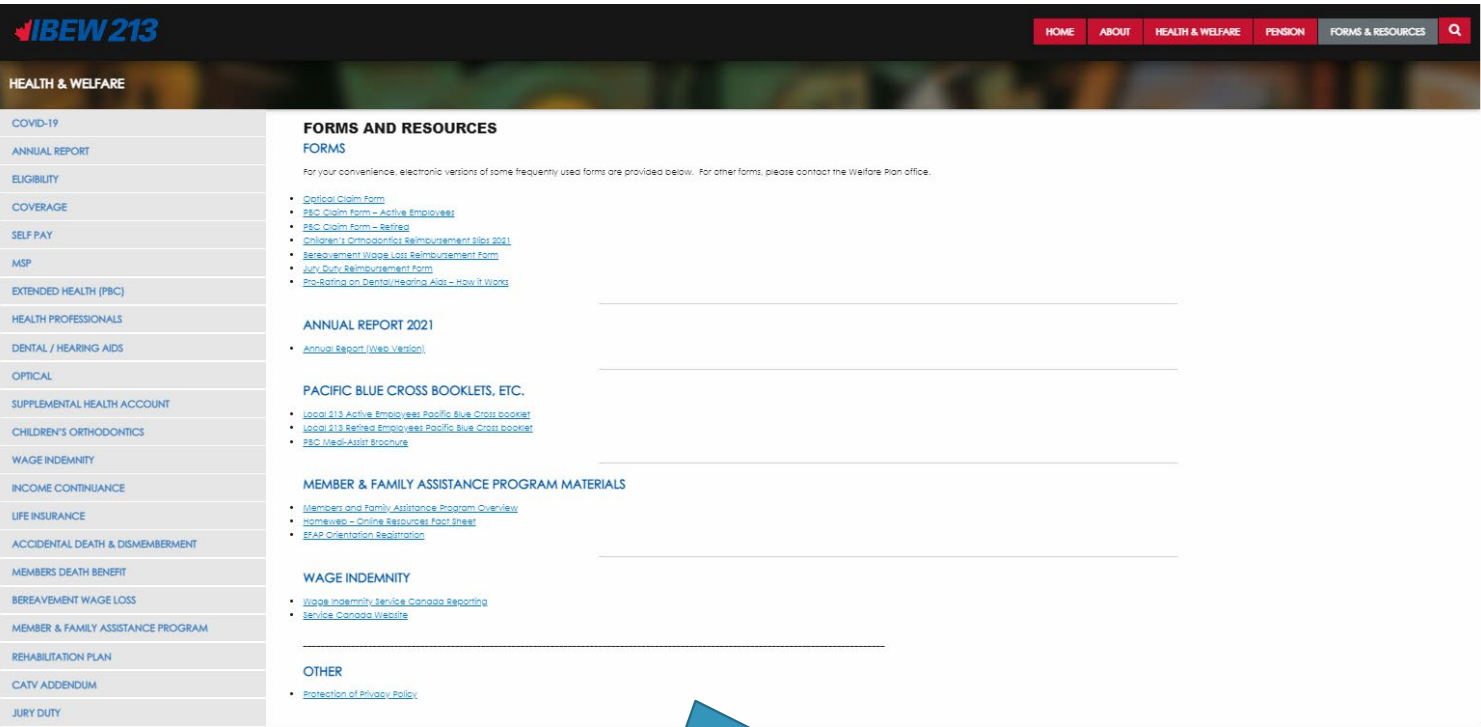 IBEW 213
HOME
ABOUT
HEALTH & WELFARE
PENSION
FORMS & RESOURCES
HEALTH & WELFARE
COVID-19
ANNUAL REPORT
ELIGIBILITY
COVERAGE
SELF PAY
MSP
EXTENDED HEALTH (PBC)
HEALTH PROFESSIONALS
DENTAL / HEARING AIDS
OPTICAL
SUPPLEMENTAL HEALTH ACCOUNT
CHILDREN'S ORTHODONTICS
WAGE INDEMNITY
INCOME CONTINUANCE
LIFE INSURANCE
ACCIDENTAL DEATH & DISMEMBERMENT
MEMBERS DEATH BENEFIT
BEREAVEMENT WAGE LOSS
MEMBER & FAMILY ASSISTANCE PROGRAM
REHABILITATION PLAN
CATV ADDENDUM
JURY DUTY
FORMS AND RESOURCES
FORMS
For your convenience, electronic versions of some frequently used forms are provided below. For other forms, please contact the Welfare Plan office.
Optical Claim Form
PBC Claim Form – Active Employees
PBC Claim Form – Retired
Children's Orthodontics Reimbursement Slips 2021
Bereavement Wage Loss Reimbursement Form
Jury Duty Reimbursement Form
Pro-Rating on Dental/Hearing Aids – How it Works
ANNUAL REPORT 2021
Annual Report (Web Version)
PACIFIC BLUE CROSS BOOKLETS, ETC.
Local 213 Active Employees Pacific Blue Cross booklet
Local 213 Retired Employees Pacific Blue Cross booklet
PBC Medi-Assist Brochure
MEMBER & FAMILY ASSISTANCE PROGRAM MATERIALS
Members and Family Assistance Program Overview
Homeweb – Online Resources Fact Sheet
EFAP Orientation Registration
WAGE INDEMNITY
Wage Indemnity Service Canada Reporting
Service Canada Website
OTHER
Protection of Privacy Policy